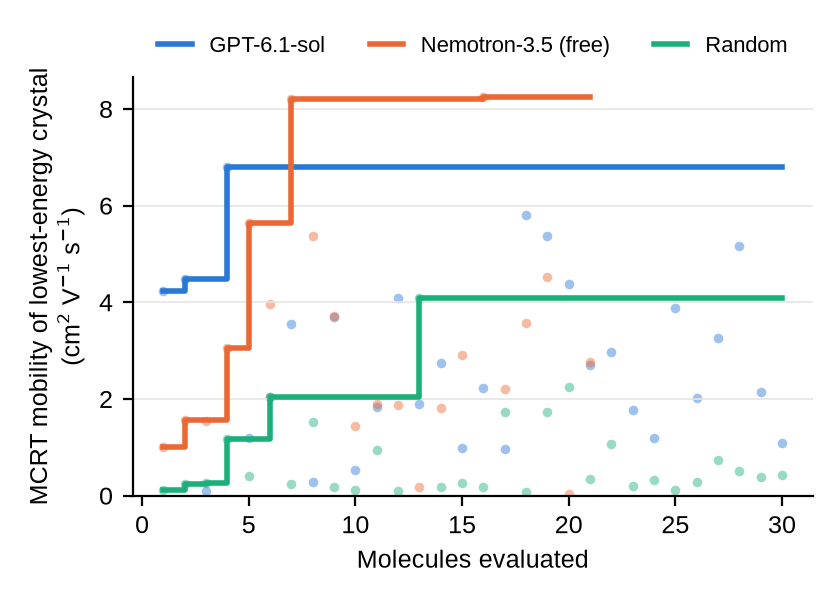 GPT-6.1-sol Nemotron-3.5 (free) Random
MCRT mobility of lowest-energy crystal
(cm² V⁻¹ s⁻¹)
8
6
4
2
0
0 5 10 15 20 25 30
Molecules evaluated